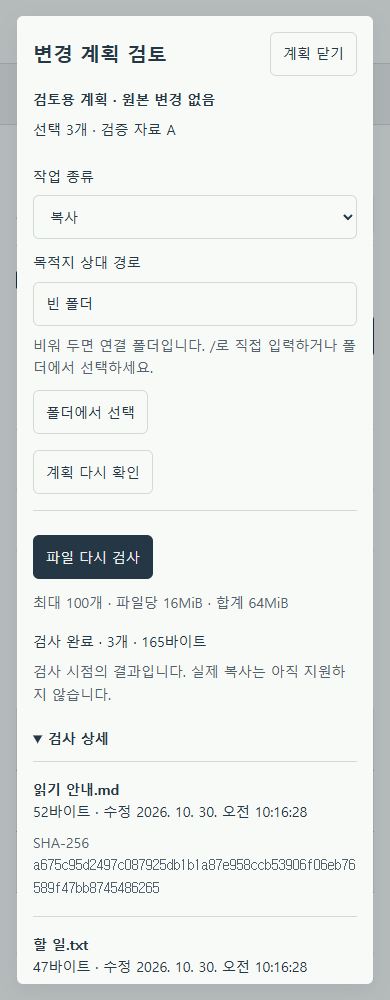 변경 계획 검토
계획 닫기
검토용 계획 · 원본 변경 없음
선택 3개 · 검증 자료 A
작업 종류
복사
목적지 상대 경로
빈 폴더
비워 두면 연결 폴더입니다. /로 직접 입력하거나 폴
더에서 선택하세요.
폴더에서 선택
계획 다시 확인
파일 다시 검사
최대 100개 · 파일당 16MiB · 합계 64MiB
검사 완료 · 3개 · 165바이트
검사 시점의 결과입니다. 실제 복사는 아직 지원하
지 않습니다.
▼ 검사 상세
읽기 안내.md
52바이트 · 수정 2026. 10. 30. 오전 10:16:28
SHA-256
a675c95d2497c087925db1b1a87e958ccb53906f06eb76
589f47bb8745486265
할 일.txt
47바이트 · 수정 2026. 10. 30. 오전 10:16:28